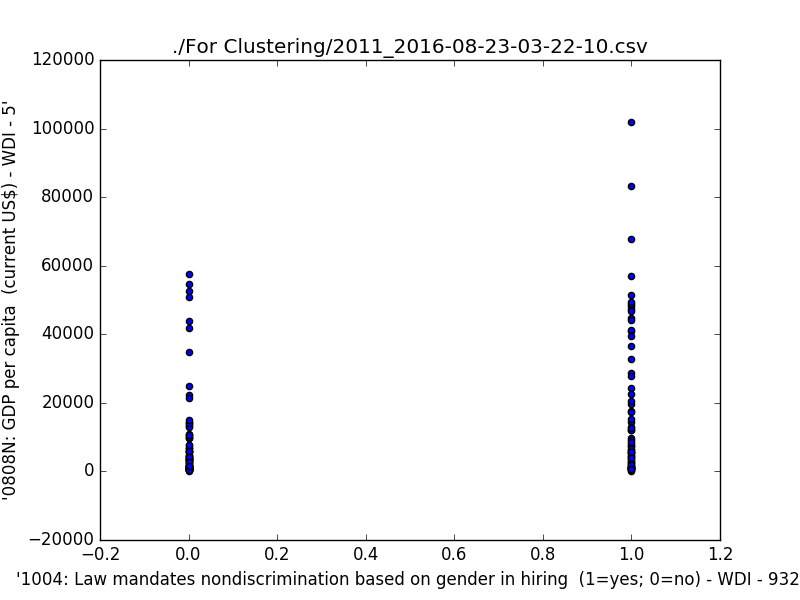 ./For Clustering/2011_2016-08-23-03-22-10.csv
120000
100000
80000
60000
40000
20000
0
−20000
−0.2 0.0 0.2 0.4 0.6 0.8 1.0 1.2
'0808N: GDP per capita (current US$) - WDI - 5'
'1004: Law mandates nondiscrimination based on gender in hiring (1=yes; 0=no) - WDI - 932